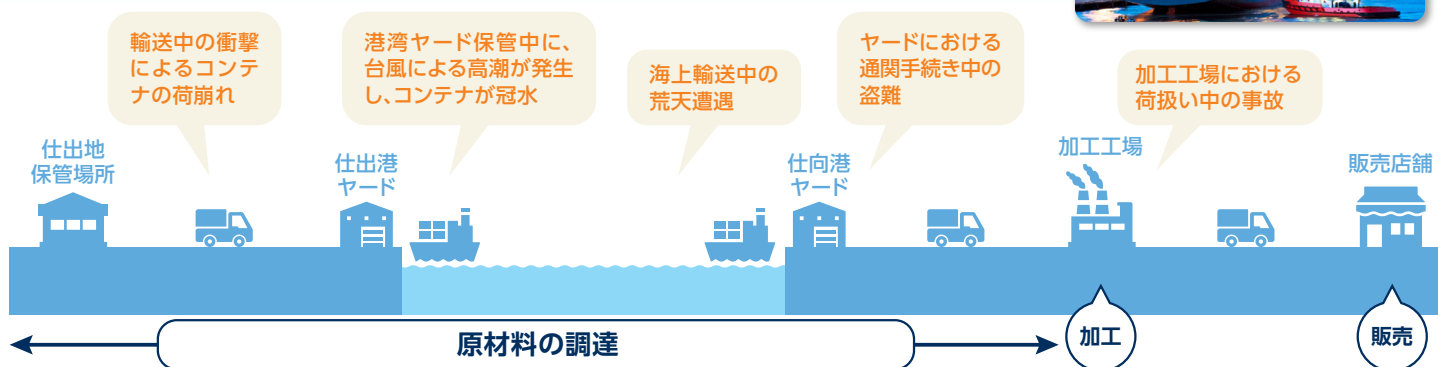 輸送中の衝撃
によるコンテ
ナの荷崩れ
港湾ヤード保管中に、
台風による高潮が発生
し、コンテナが冠水
海上輸送中の
荒天遭遇
ヤードにおける
通関手続き中の
盗難
加工工場における
荷扱い中の事故
仕出地
保管場所
仕出港
ヤード
仕向港
ヤード
加工工場
販売店舗
原材料の調達
加工
販売